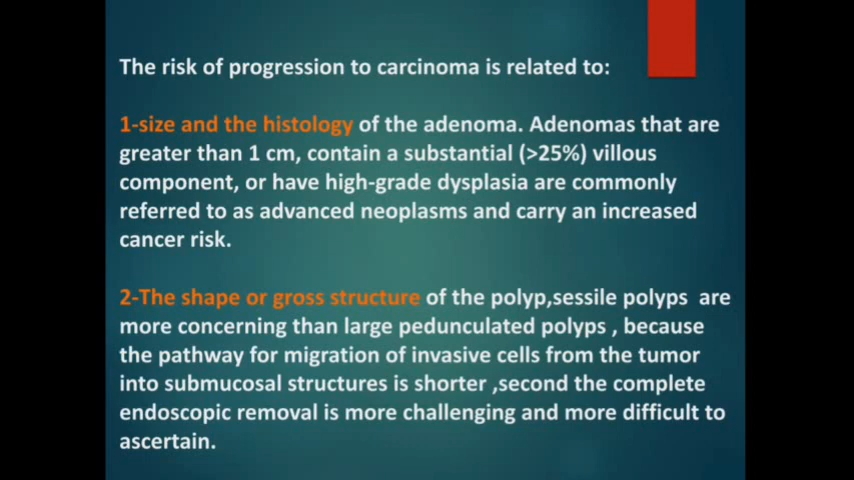 The risk of progression to carcinoma is related to:
1-size and the histology of the adenoma. Adenomas that are
greater than 1 cm, contain a substantial (>25%) villous
component, or have high-grade dysplasia are commonly
referred to as advanced neoplasms and carry an increased
cancer risk.
2-The shape or gross structure of the polyp,sessile polyps  are
more concerning than large pedunculated polyps , because
the pathway for migration of invasive cells from the tumor
into submucosal structures is shorter ,second the complete
endoscopic removal is more challenging and more difficult to
ascertain.